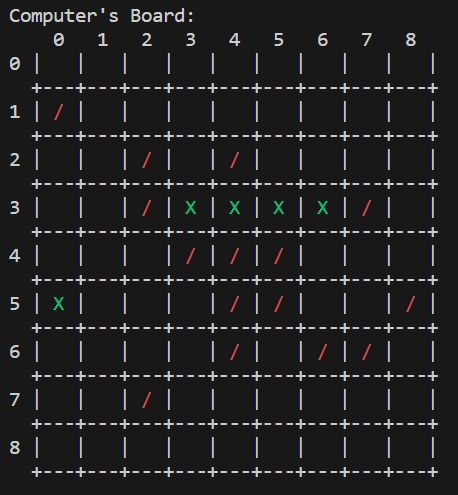 Computer's Board:
    0   1   2   3   4   5   6   7   8
0 |   |   |   |   |   |   |   |   |   |
  +---+---+---+---+---+---+---+---+---+
1 | / |   |   |   |   |   |   |   |   |
  +---+---+---+---+---+---+---+---+---+
2 |   |   | / |   | / |   |   |   |   |
  +---+---+---+---+---+---+---+---+---+
3 |   |   | / | X | X | X | X | / |   |
  +---+---+---+---+---+---+---+---+---+
4 |   |   |   | / | / | / |   |   |   |
  +---+---+---+---+---+---+---+---+---+
5 | X |   |   |   | / | / |   |   | / |
  +---+---+---+---+---+---+---+---+---+
6 |   |   |   |   | / |   | / | / |   |
  +---+---+---+---+---+---+---+---+---+
7 |   |   | / |   |   |   |   |   |   |
  +---+---+---+---+---+---+---+---+---+
8 |   |   |   |   |   |   |   |   |   |
  +---+---+---+---+---+---+---+---+---+